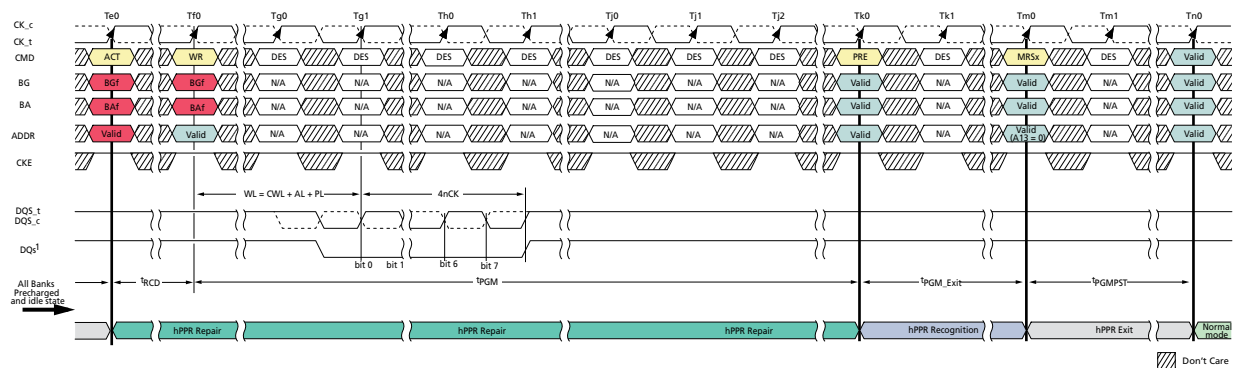 Te0 Tf0 Tg0 Tg1 Th0 Th1 Tj0 Tj1 Tj2 Tk0 Tk1 Tm0 Tm1 Tn0
CK_c
CK_t
CMD ACT WR DES DES DES DES DES DES DES PRE DES MRSx DES Valid
BG BGf BGf N/A N/A N/A N/A N/A N/A N/A Valid N/A Valid N/A Valid
BA BAf BAf N/A N/A N/A N/A N/A N/A N/A Valid N/A Valid N/A Valid
ADDR Valid Valid N/A N/A N/A N/A N/A N/A N/A Valid N/A Valid (A13 = 0) N/A Valid
CKE
WL = CWL + AL + PL 4nCK
DQS_t
DQS_c
DQs1
bit 0 bit 1 bit 6 bit 7
All Banks
Precharged
and idle state
tRCD tPGM tPGM_Exit tPGMPST
hPPR Repair hPPR Repair hPPR Repair hPPR Recognition hPPR Exit Normal mode
Don't Care